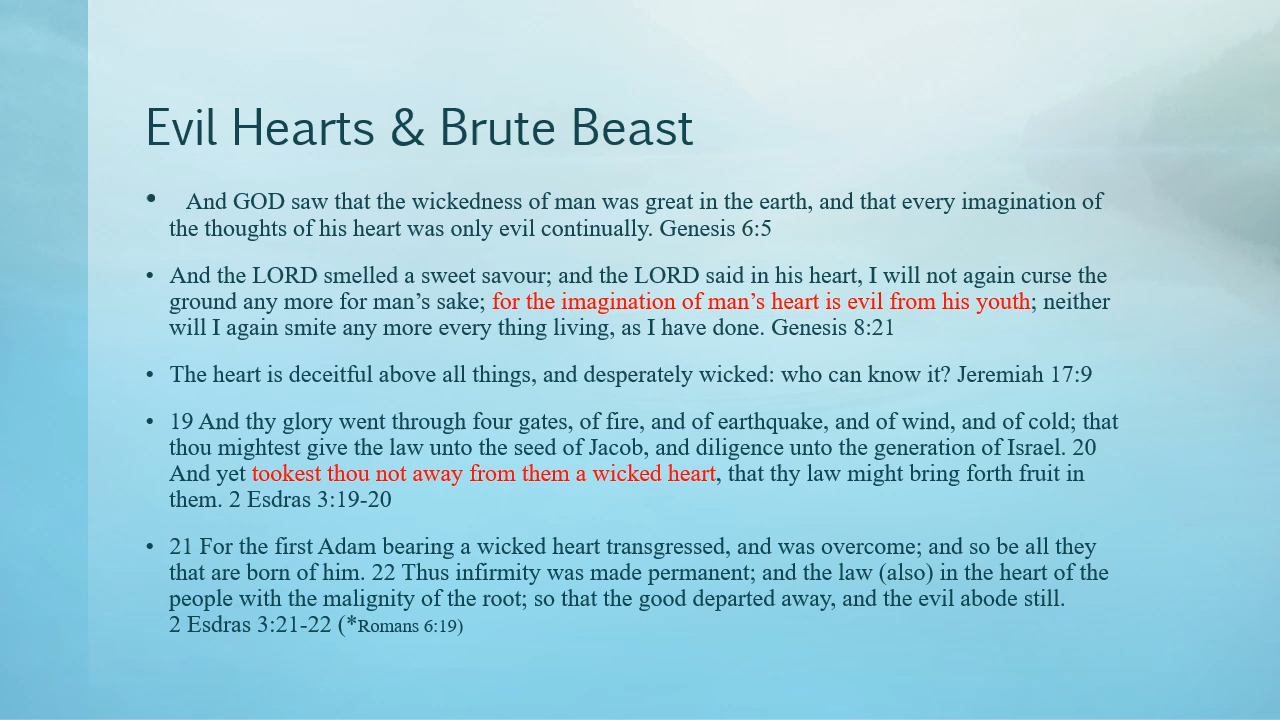 Evil Hearts & Brute Beast
• And GOD saw that the wickedness of man was great in the earth, and that every imagination of
the thoughts of his heart was only evil continually. Genesis 6:5
• And the LORD smelled a sweet savour; and the LORD said in his heart, I will not again curse the
ground any more for man’s sake; for the imagination of man’s heart is evil from his youth; neither
will I again smite any more every thing living, as I have done. Genesis 8:21
• The heart is deceitful above all things, and desperately wicked: who can know it? Jeremiah 17:9
• 19 And thy glory went through four gates, of fire, and of earthquake, and of wind, and of cold; that
thou mightest give the law unto the seed of Jacob, and diligence unto the generation of Israel. 20
And yet tookest thou not away from them a wicked heart, that thy law might bring forth fruit in
them. 2 Esdras 3:19-20
• 21 For the first Adam bearing a wicked heart transgressed, and was overcome; and so be all they
that are born of him. 22 Thus infirmity was made permanent; and the law (also) in the heart of the
people with the malignity of the root; so that the good departed away, and the evil abode still.
2 Esdras 3:21-22 (*Romans 6:19)